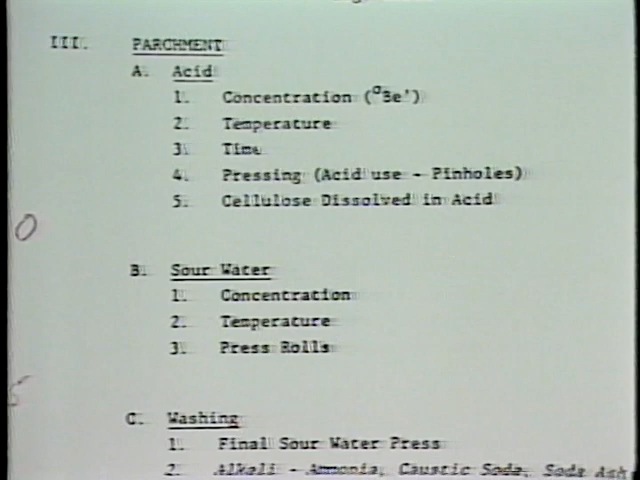 III. PARCHMENT
A. Acid
1. Concentration (°Be')
2. Temperature
3. Time
4. Pressing (Acid use - Pinholes)
5. Cellulose Dissolved in Acid
B. Sour Water
1. Concentration
2. Temperature
3. Press Rolls
C. Washing
1. Final Sour Water Press
2. Alkali - Ammonia, Caustic Soda, Soda Ash